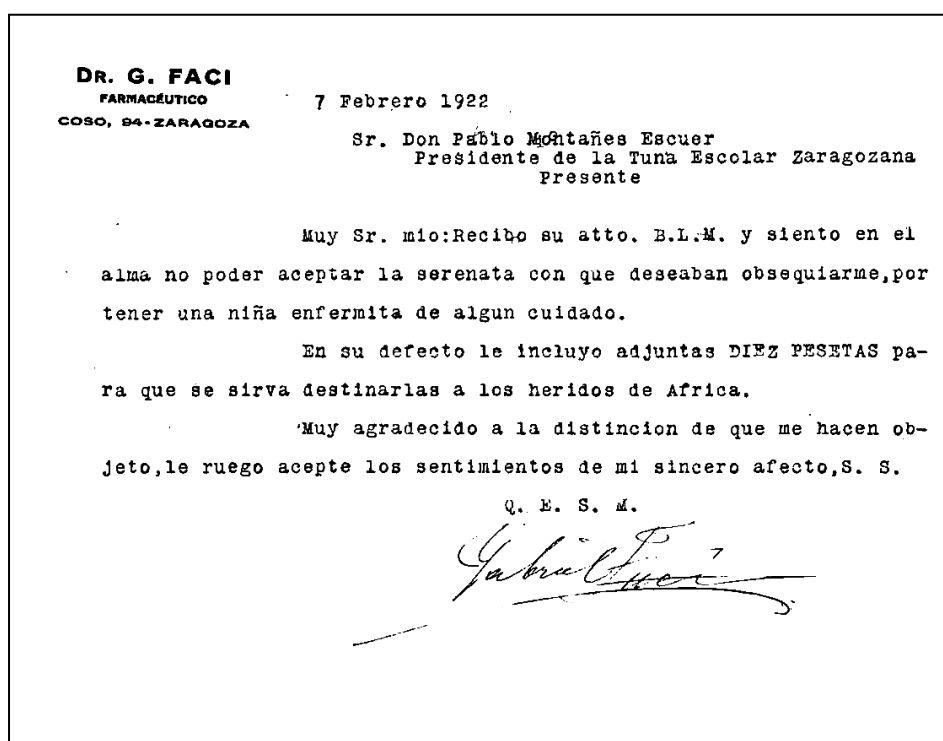 DR. G. FACI
FARMACÉUTICO
COSO, 94-ZARAGOZA
7 Febrero 1922
Sr. Don Pablo Montañes Escuer
Presidente de la Tuna Escolar Zaragozana
Presente
Muy Sr. mio:Recibo su atto. B.L.M. y siento en el
alma no poder aceptar la serenata con que deseaban obsequiarme,por
tener una niña enfermita de algun cuidado.
En su defecto le incluyo adjuntas DIEZ PESETAS pa-
ra que se sirva destinarlas a los heridos de Africa.
Muy agradecido a la distincion de que me hacen ob-
jeto,le ruego acepte los sentimientos de mi sincero afecto,S. S.
Q. E. S. M.
Gabriel Faci